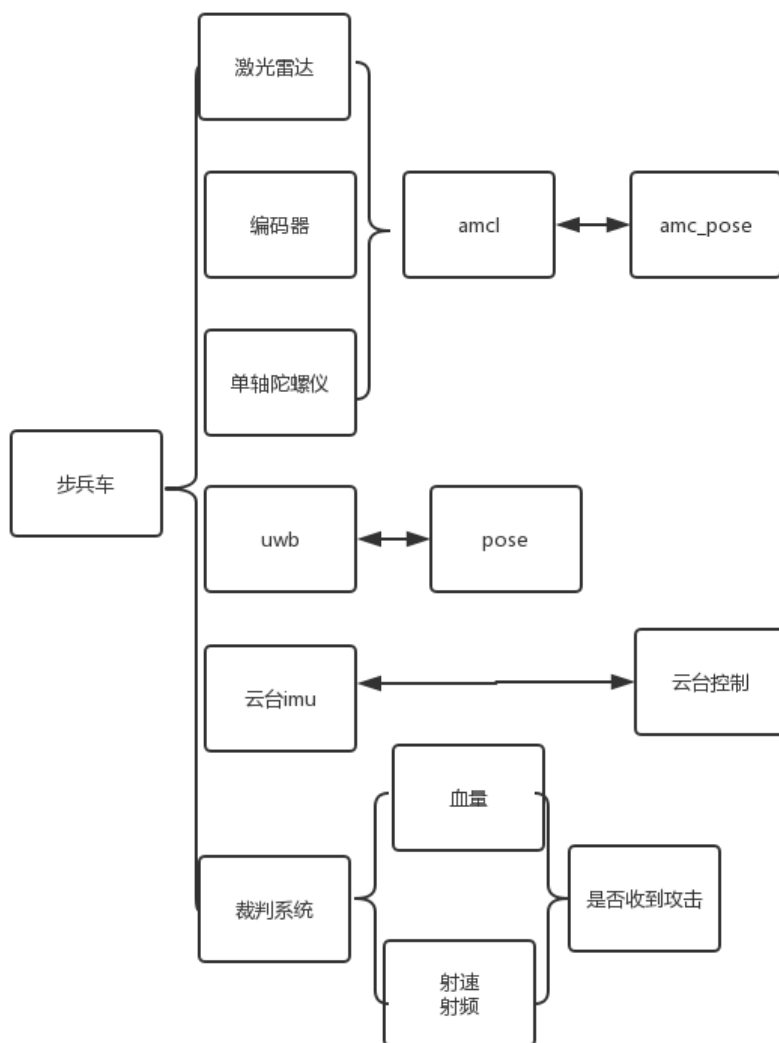 激光雷达
编码器
amcl
amc_pose
单轴陀螺仪
步兵车
uwb
pose
云台imu
云台控制
血量
裁判系统
是否收到攻击
射速
射频